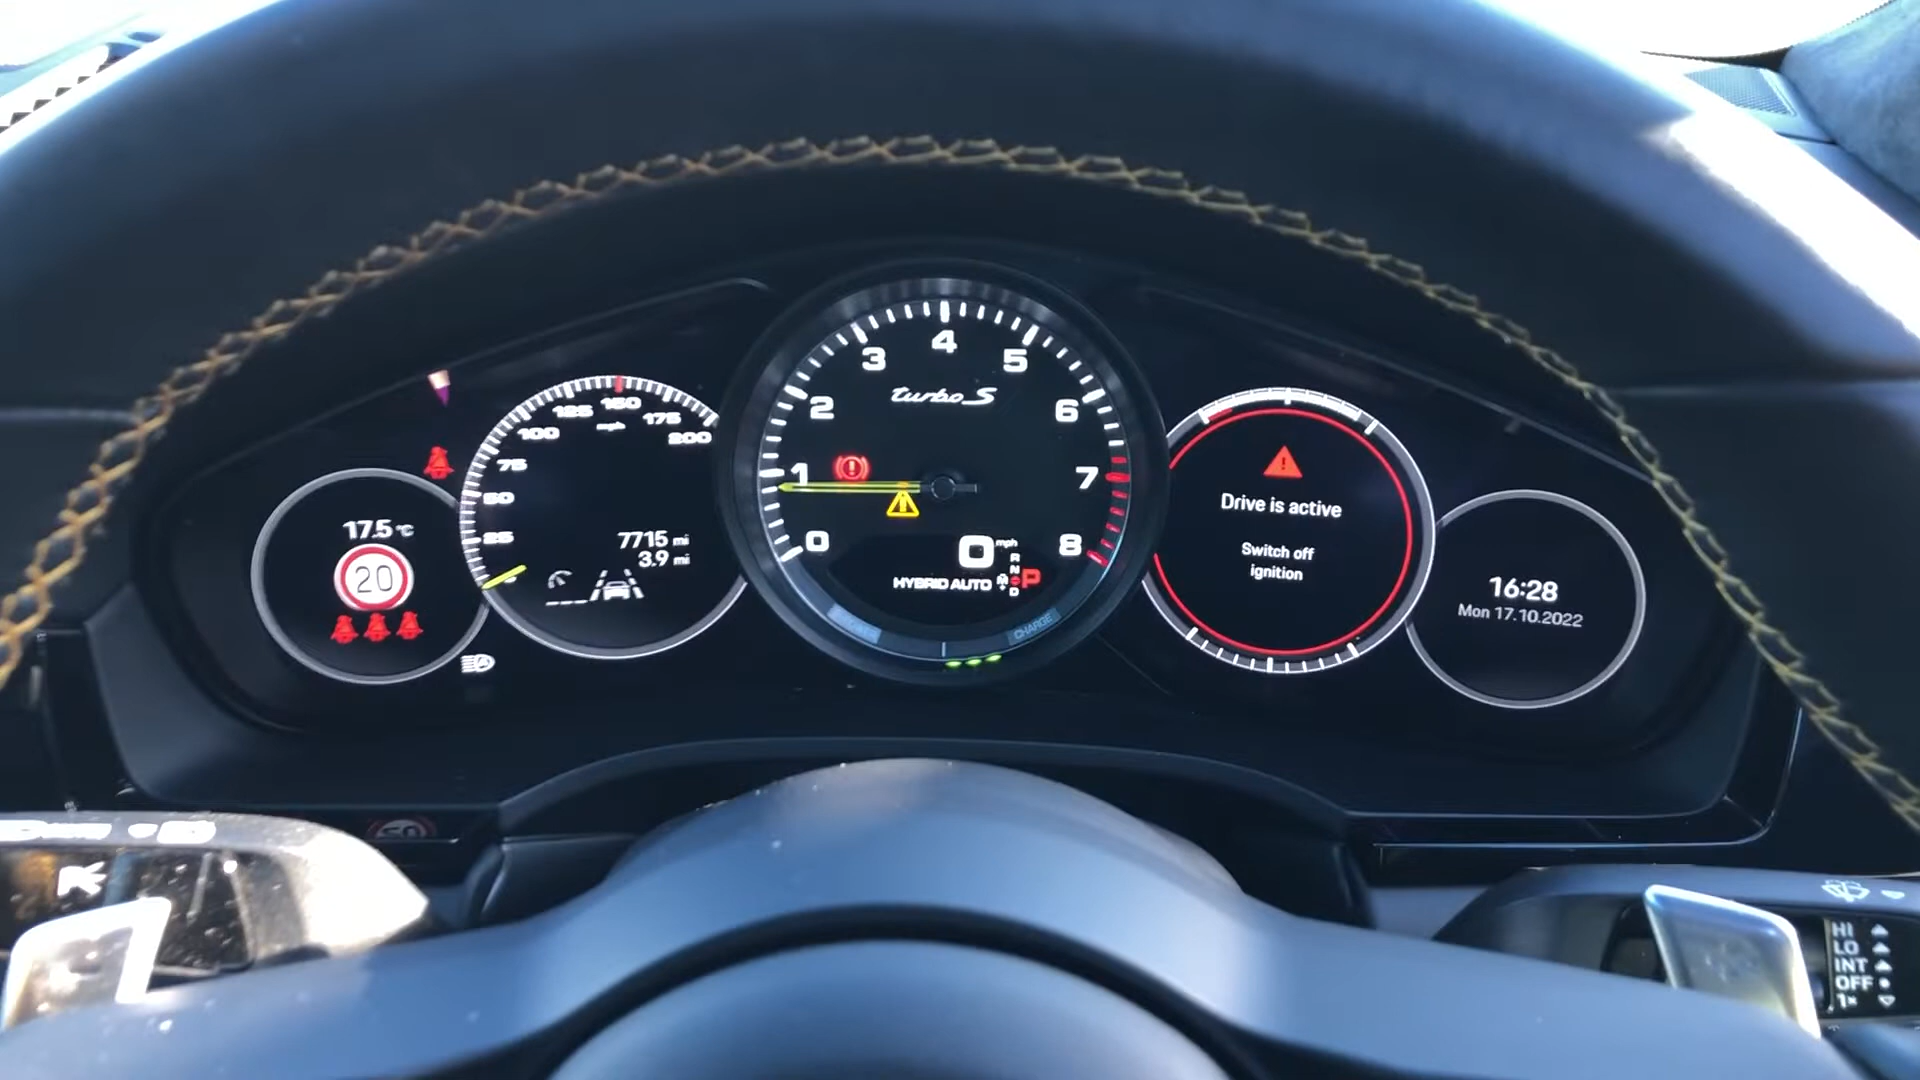 17.5 °C
20
25
50
75
100
125
150
175
200
mph
7715 mi
3.9 mi
0
1
2
3
4
5
6
7
8
turbo S
0 mph
HYBRID AUTO
R
N
D
P
CHARGE
Drive is active
Switch off
ignition
16:28
Mon 17.10.2022
HI
LO
INT
OFF
1x